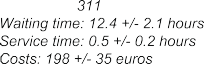 311
Waiting time: 12.4 +/- 2.1 hours
Service time: 0.5 +/- 0.2 hours
Costs: 198 +/- 35 euros